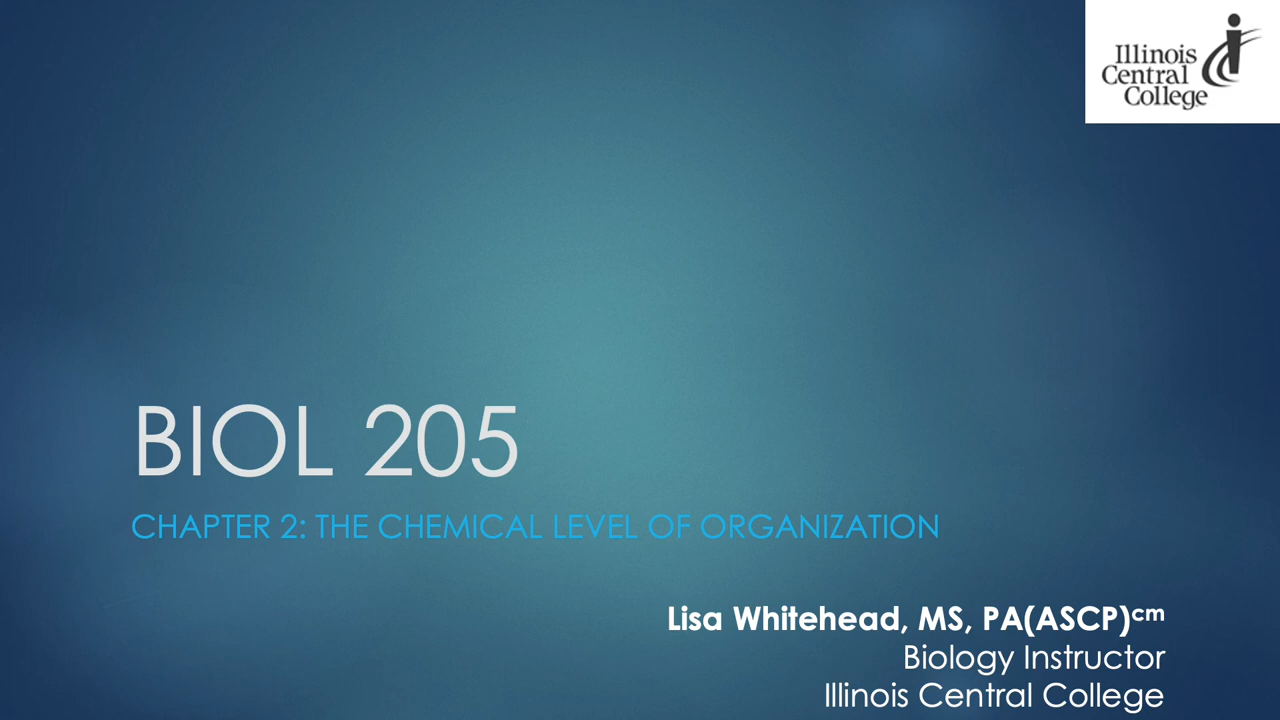 Illinois
Central
College
BIOL 205
CHAPTER 2: THE CHEMICAL LEVEL OF ORGANIZATION
Lisa Whitehead, MS, PA(ASCP)cm
Biology Instructor
Illinois Central College